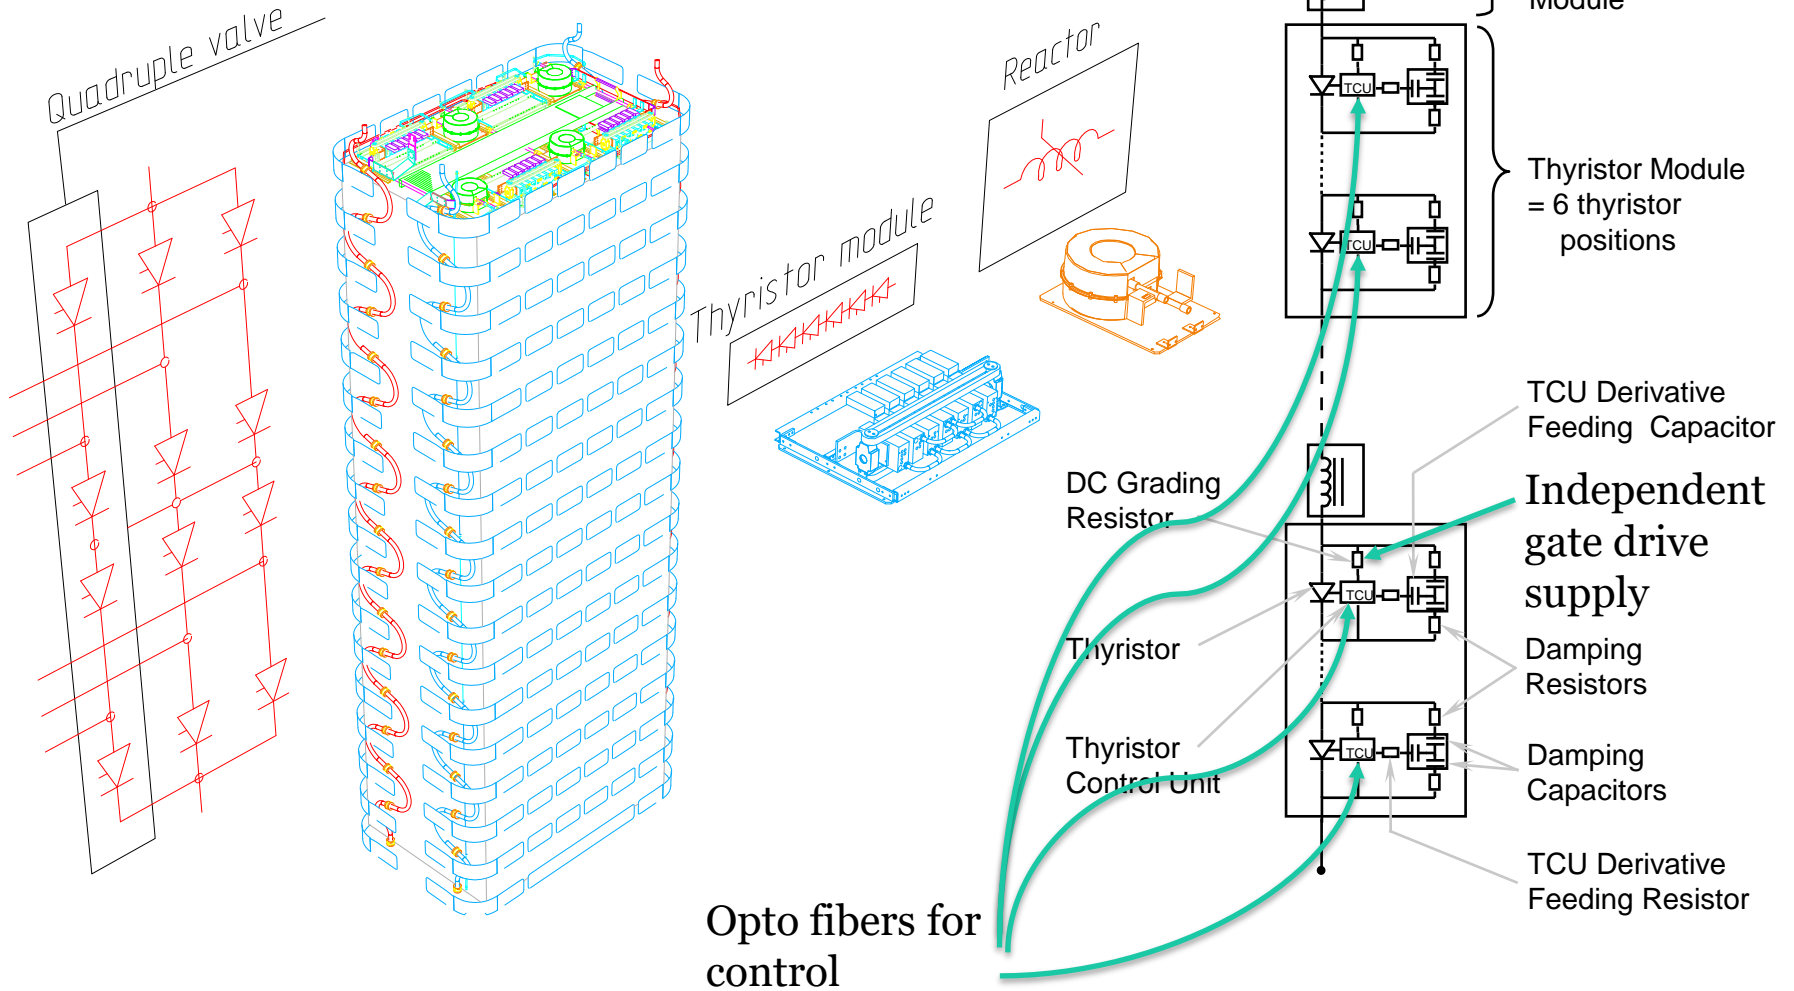 Quadruple valve
Thyristor module
Reactor
Module
TCU
Thyristor Module
= 6 thyristor
positions
TCU
TCU Derivative
Feeding Capacitor
DC Grading
Resistor
Independent
gate drive
supply
TCU
Thyristor
Damping
Resistors
Thyristor
Control Unit
TCU
Damping
Capacitors
TCU Derivative
Feeding Resistor
Opto fibers for
control